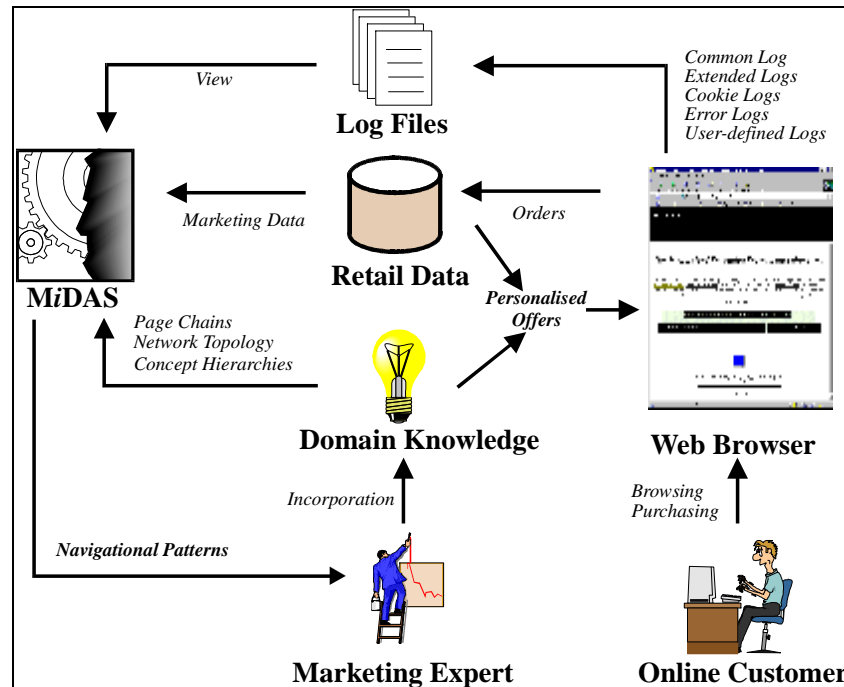 Common Log
Extended Logs
Cookie Logs
Error Logs
User-defined Logs
View
Log Files
Marketing Data
Orders
Retail Data
MiDAS
Personalised
Offers
Page Chains
Network Topology
Concept Hierarchies
Domain Knowledge
Web Browser
Incorporation
Browsing
Purchasing
Navigational Patterns
Marketing Expert
Online Customer